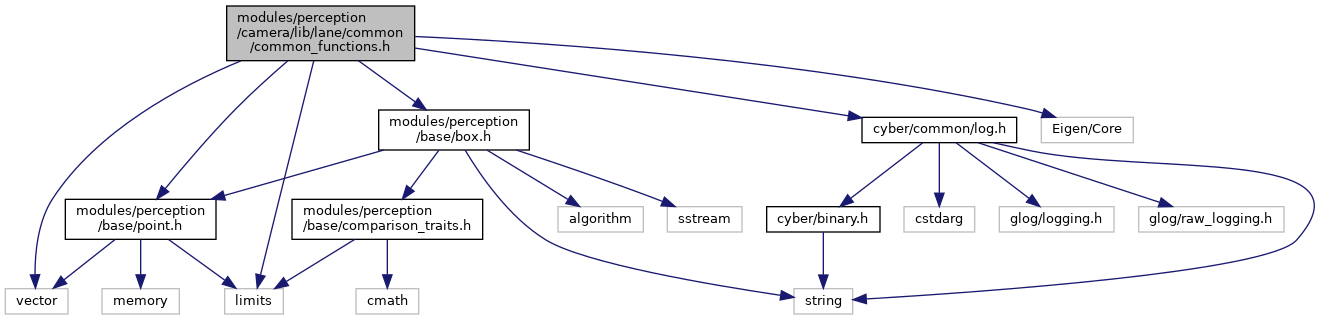 modules/perception
/camera/lib/lane/common
/common_functions.h
modules/perception
/base/box.h
cyber/common/log.h
Eigen/Core
modules/perception
/base/point.h
modules/perception
/base/comparison_traits.h
algorithm
sstream
cyber/binary.h
cstdarg
glog/logging.h
glog/raw_logging.h
vector
memory
limits
cmath
string